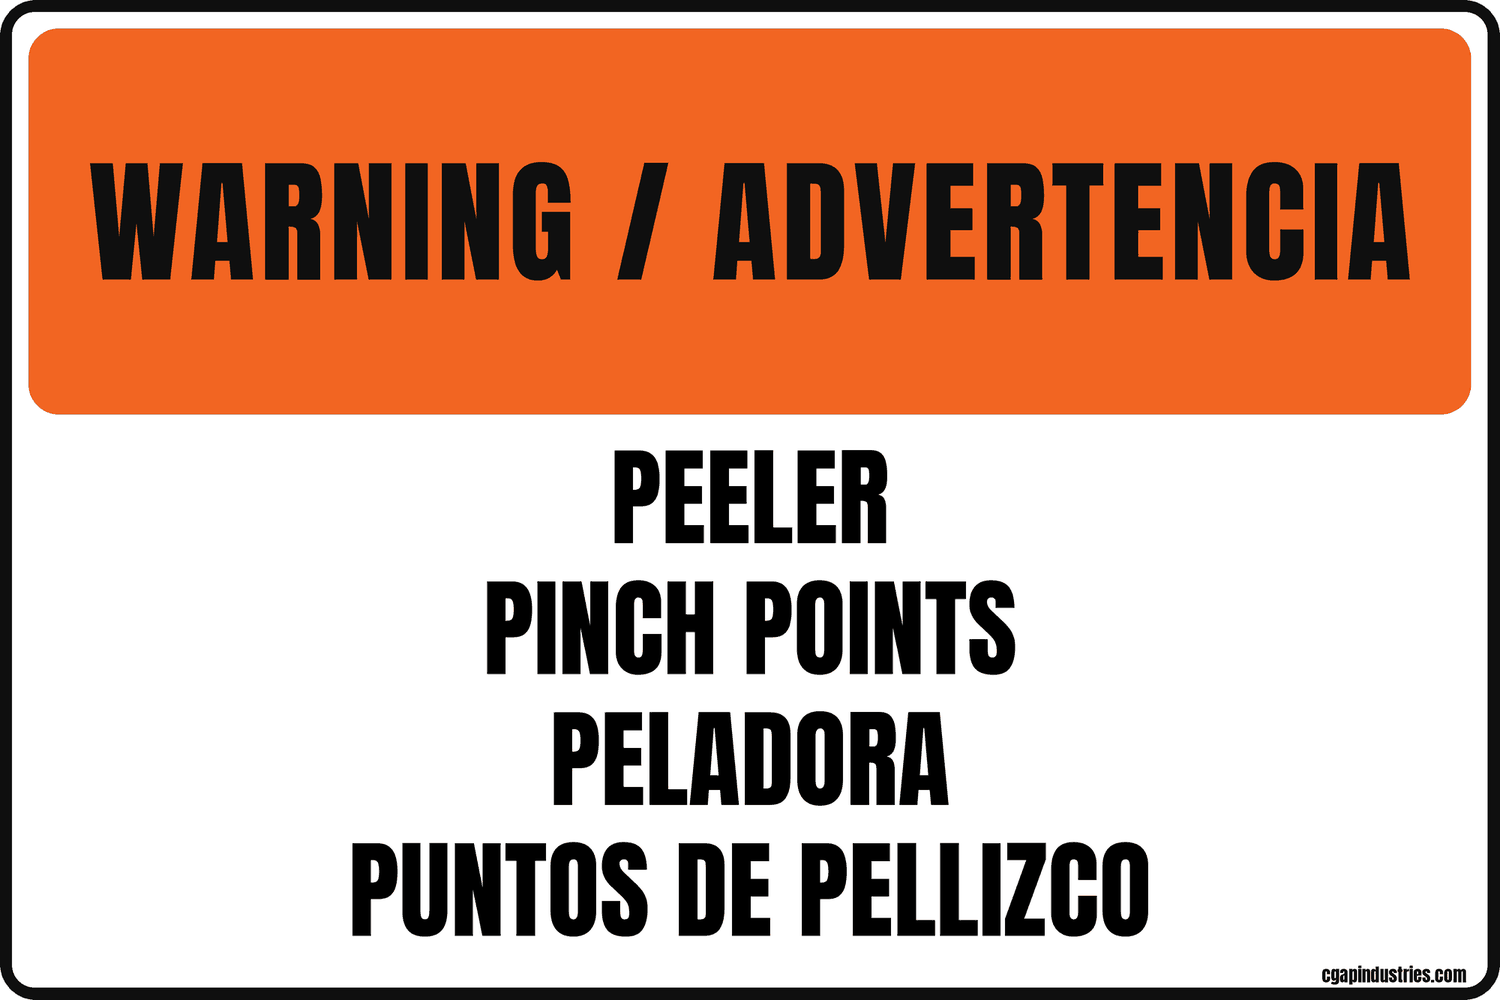 WARNING / ADVERTENCIA
PEELER
PINCH POINTS
PELADORA
PUNTOS DE PELLIZCO
cgapindustries.com